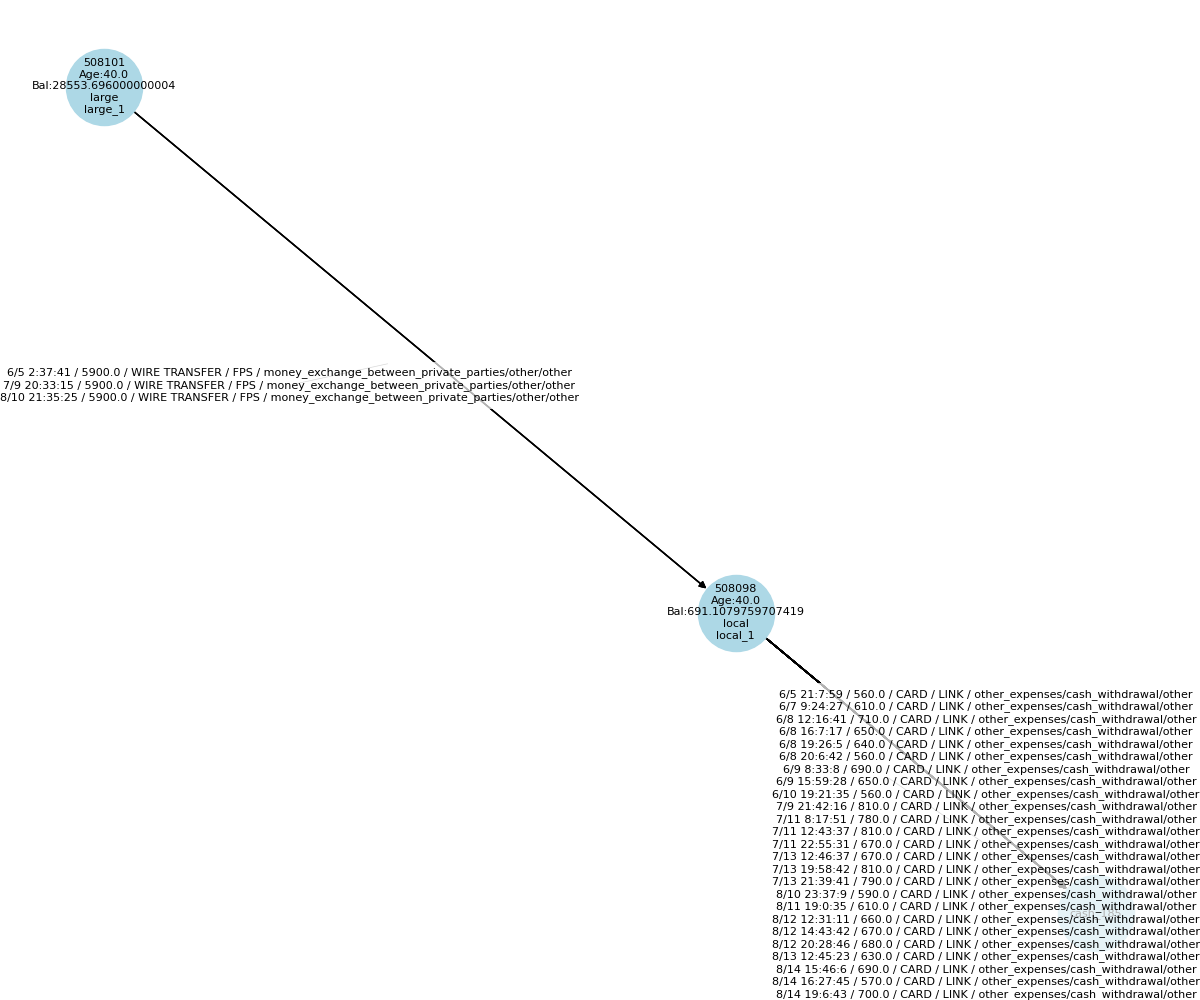 508101
Age:40.0
Bal:28553.696000000004
large
large_1
6/5 2:37:41 / 5900.0 / WIRE TRANSFER / FPS / money_exchange_between_private_parties/other/other
7/9 20:33:15 / 5900.0 / WIRE TRANSFER / FPS / money_exchange_between_private_parties/other/other
8/10 21:35:25 / 5900.0 / WIRE TRANSFER / FPS / money_exchange_between_private_parties/other/other
508098
Age:40.0
Bal:691.1079759707419
local
local_1
6/5 21:7:59 / 560.0 / CARD / LINK / other_expenses/cash_withdrawal/other
6/7 9:24:27 / 610.0 / CARD / LINK / other_expenses/cash_withdrawal/other
6/8 12:16:41 / 710.0 / CARD / LINK / other_expenses/cash_withdrawal/other
6/8 16:7:17 / 650.0 / CARD / LINK / other_expenses/cash_withdrawal/other
6/8 19:26:5 / 640.0 / CARD / LINK / other_expenses/cash_withdrawal/other
6/8 20:6:42 / 560.0 / CARD / LINK / other_expenses/cash_withdrawal/other
6/9 8:33:8 / 690.0 / CARD / LINK / other_expenses/cash_withdrawal/other
6/9 15:59:28 / 650.0 / CARD / LINK / other_expenses/cash_withdrawal/other
6/10 19:21:35 / 560.0 / CARD / LINK / other_expenses/cash_withdrawal/other
7/9 21:42:16 / 810.0 / CARD / LINK / other_expenses/cash_withdrawal/other
7/11 8:17:51 / 780.0 / CARD / LINK / other_expenses/cash_withdrawal/other
7/11 12:43:37 / 810.0 / CARD / LINK / other_expenses/cash_withdrawal/other
7/11 22:55:31 / 670.0 / CARD / LINK / other_expenses/cash_withdrawal/other
7/13 12:46:37 / 670.0 / CARD / LINK / other_expenses/cash_withdrawal/other
7/13 19:58:42 / 810.0 / CARD / LINK / other_expenses/cash_withdrawal/other
7/13 21:39:41 / 790.0 / CARD / LINK / other_expenses/cash_withdrawal/other
8/10 23:37:9 / 590.0 / CARD / LINK / other_expenses/cash_withdrawal/other
8/11 19:0:35 / 610.0 / CARD / LINK / other_expenses/cash_withdrawal/other
8/12 12:31:11 / 660.0 / CARD / LINK / other_expenses/cash_withdrawal/other
8/12 14:43:42 / 670.0 / CARD / LINK / other_expenses/cash_withdrawal/other
8/12 20:28:46 / 680.0 / CARD / LINK / other_expenses/cash_withdrawal/other
8/13 12:45:23 / 630.0 / CARD / LINK / other_expenses/cash_withdrawal/other
8/14 15:46:6 / 690.0 / CARD / LINK / other_expenses/cash_withdrawal/other
8/14 16:27:45 / 570.0 / CARD / LINK / other_expenses/cash_withdrawal/other
8/14 19:6:43 / 700.0 / CARD / LINK / other_expenses/cash_withdrawal/other